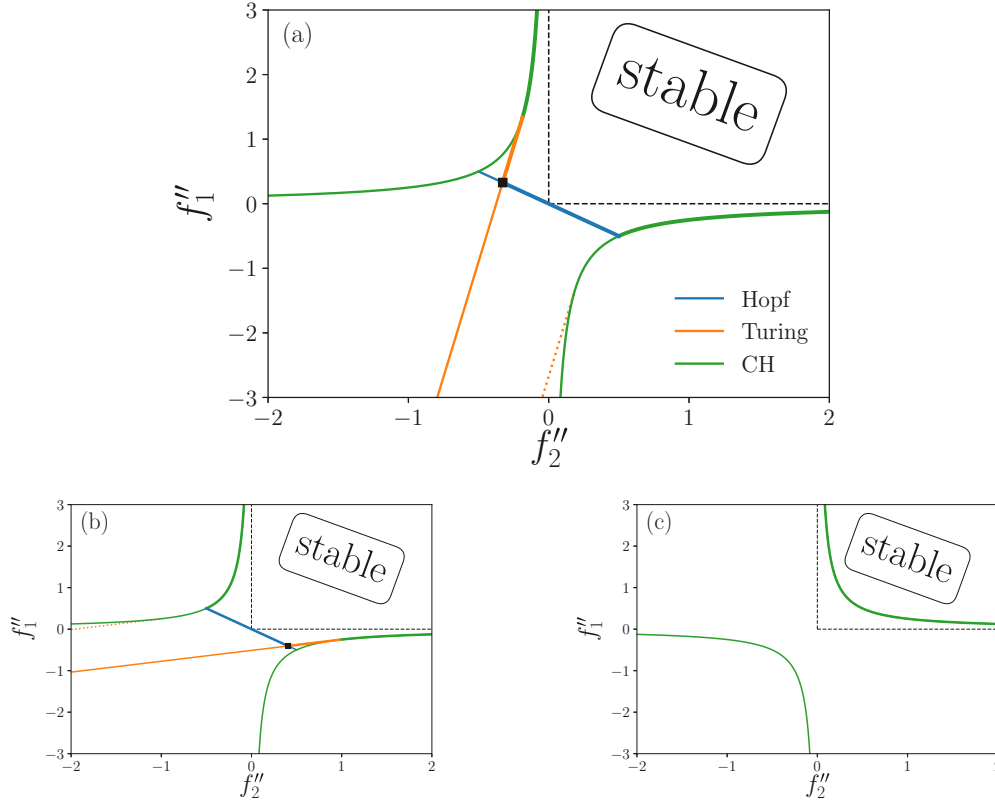 (a)
stable
3
2
1
0
−1
−2
−3
f₁″
Hopf
Turing
CH
−2
−1
0
1
2
f₂″
(b)
stable
3
2
1
0
−1
−2
−3
f₁″
−2
−1
0
1
2
f₂″
(c)
stable
3
2
1
0
−1
−2
−3
f₁″
−2
−1
0
1
2
f₂″